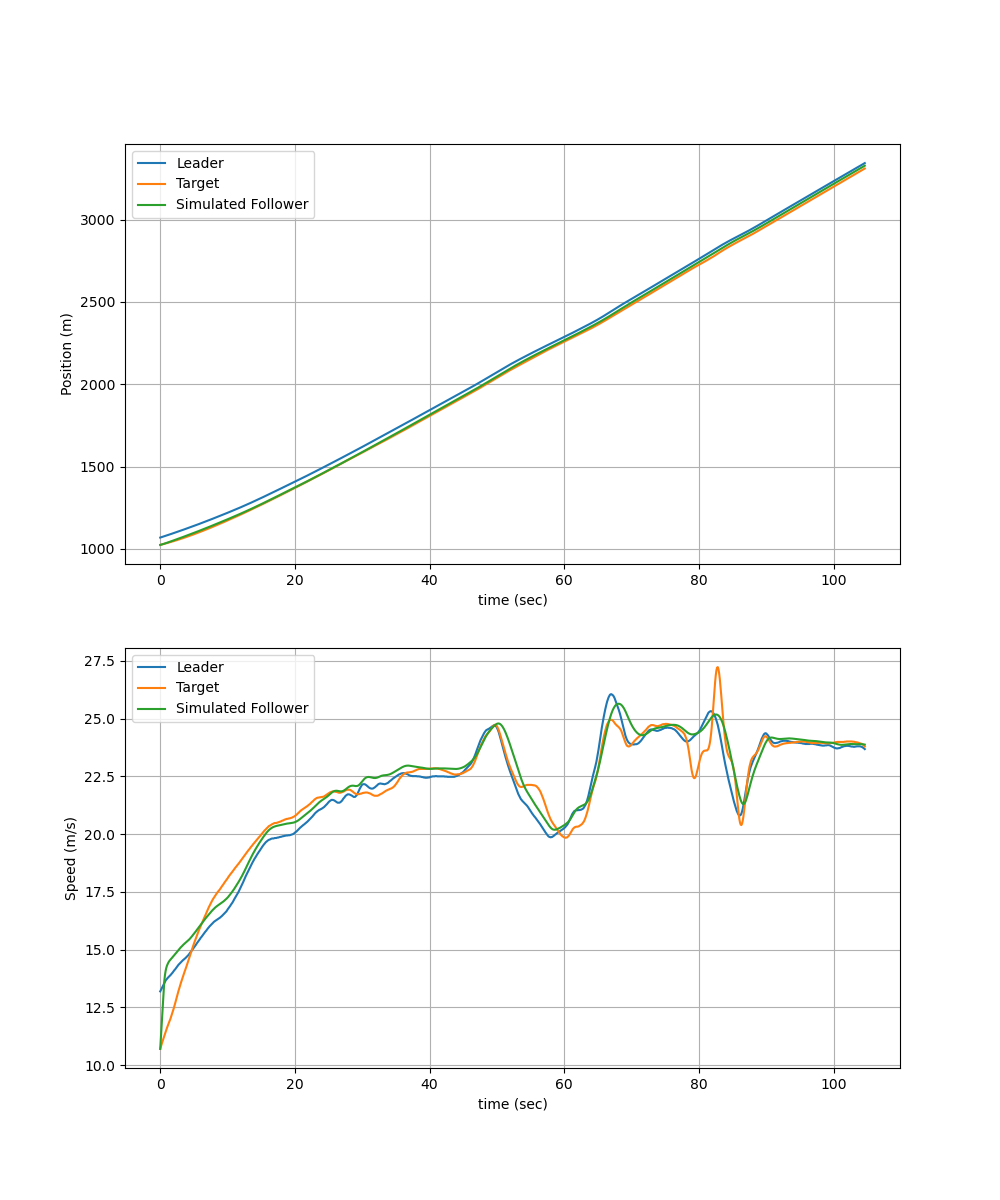 Leader
Target
Simulated Follower
3000
2500
2000
1500
1000
Position (m)
0 20 40 60 80 100
time (sec)
27.5
Leader
Target
Simulated Follower
25.0
22.5
20.0
17.5
15.0
12.5
10.0
Speed (m/s)
0 20 40 60 80 100
time (sec)